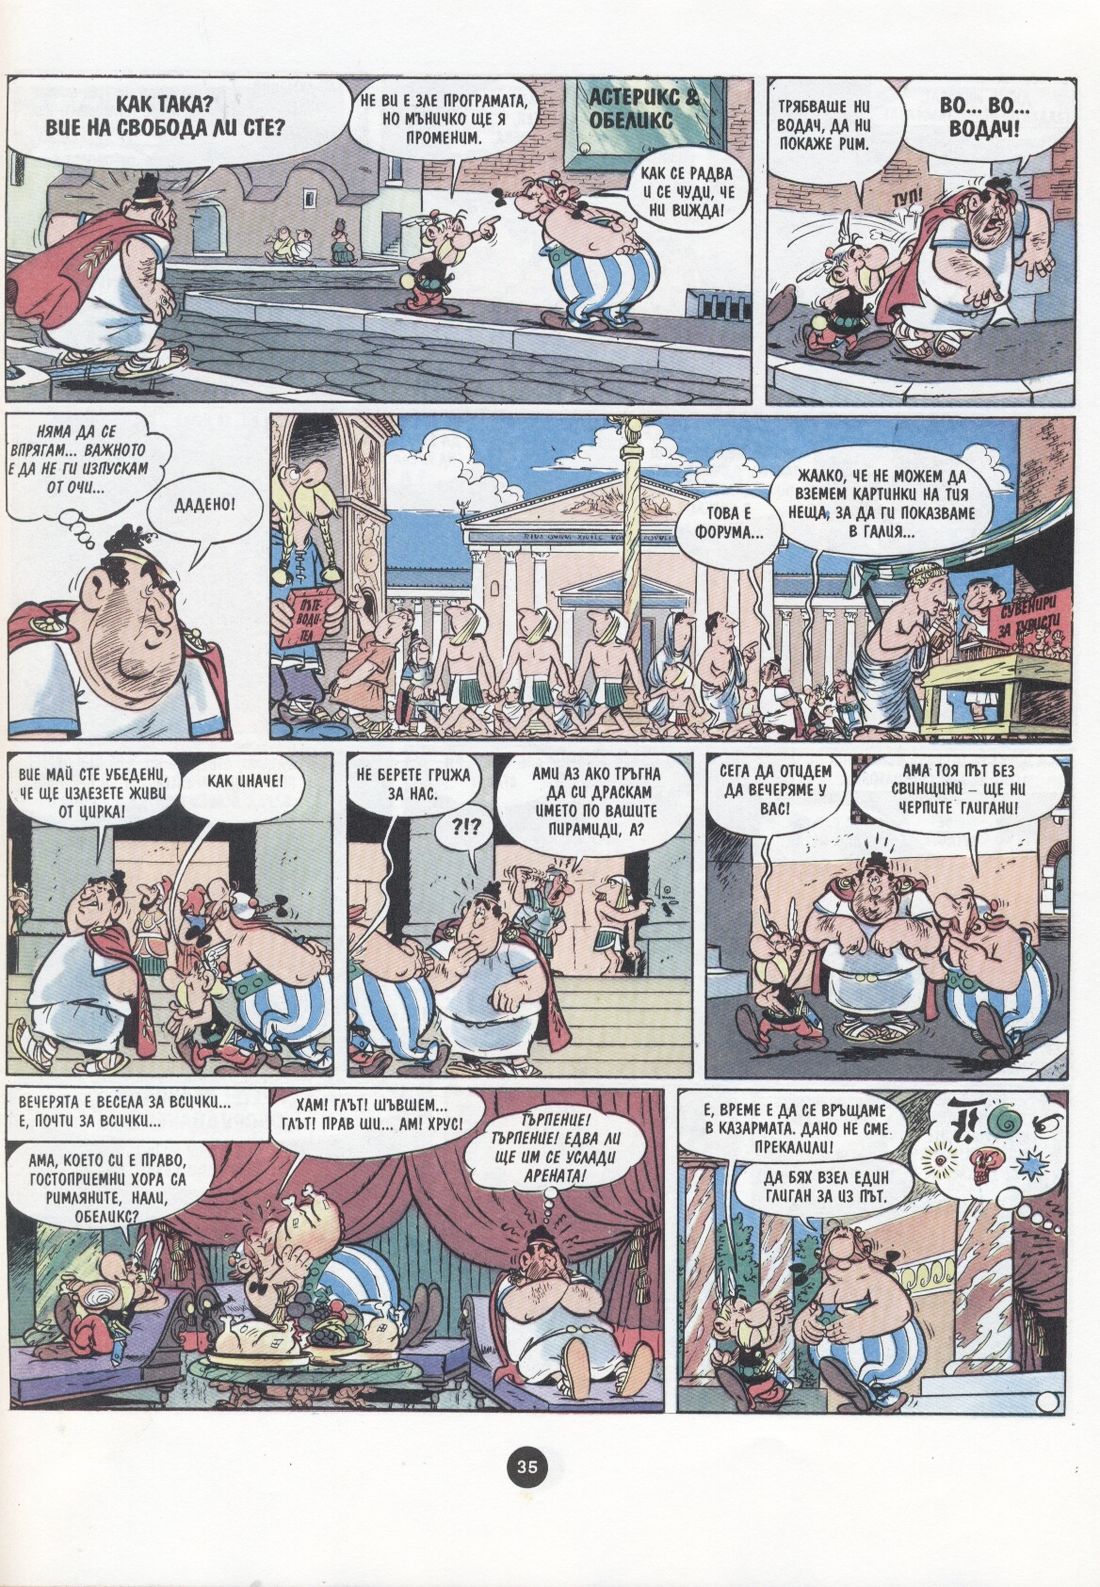 КАК ТАКА?
ВИЕ НА СВОБОДА ЛИ СТЕ?
НЕ ВИ Е ЗЛЕ ПРОГРАМАТА,
НО МЪНИЧКО ЩЕ Я
ПРОМЕНИМ.
АСТЕРИКС &
ОБЕЛИКС
КАК СЕ РАДВА
И СЕ ЧУДИ, ЧЕ
НИ ВИЖДА!
ТРЯБВАШЕ НИ
ВОДАЧ, ДА НИ
ПОКАЖЕ РИМ.
ВО... ВО...
ВОДАЧ!
ТУП!
НЯМА ДА СЕ
ВПРЯГАМ... ВАЖНОТО
Е ДА НЕ ГИ ИЗПУСКАМ
ОТ ОЧИ...
ДАДЕНО!
ПЪТЕ-
ВОДИ-
ТЕЛ
ТОВА Е
ФОРУМА...
ЖАЛКО, ЧЕ НЕ МОЖЕМ ДА
ВЗЕМЕМ КАРТИНКИ НА ТИЯ
НЕЩА, ЗА ДА ГИ ПОКАЗВАМЕ
В ГАЛИЯ...
СУВЕНИРИ
ЗА ТУРИСТИ
ВИЕ МАЙ СТЕ УБЕДЕНИ,
ЧЕ ЩЕ ИЗЛЕЗЕТЕ ЖИВИ
ОТ ЦИРКА!
КАК ИНАЧЕ!
НЕ БЕРЕТЕ ГРИЖА
ЗА НАС.
?!?
АМИ АЗ АКО ТРЪГНА
ДА СИ ДРАСКАМ
ИМЕТО ПО ВАШИТЕ
ПИРАМИДИ, А?
СЕГА ДА ОТИДЕМ
ДА ВЕЧЕРЯМЕ У
ВАС!
АМА ТОЯ ПЪТ БЕЗ
СВИНЩИНИ – ЩЕ НИ
ЧЕРПИТЕ ГЛИГАНИ!
ВЕЧЕРЯТА Е ВЕСЕЛА ЗА ВСИЧКИ...
Е, ПОЧТИ ЗА ВСИЧКИ...
АМА, КОЕТО СИ Е ПРАВО,
ГОСТОПРИЕМНИ ХОРА СА
РИМЛЯНИТЕ, НАЛИ,
ОБЕЛИКС?
ХАМ! ГЛЪТ! ШЪВШЕМ...
ГЛЪТ! ПРАВ ШИ... АМ! ХРУС!
ТЪРПЕНИЕ!
ТЪРПЕНИЕ! ЕДВА ЛИ
ЩЕ ИМ СЕ УСЛАДИ
АРЕНАТА!
Е, ВРЕМЕ Е ДА СЕ ВРЪЩАМЕ
В КАЗАРМАТА. ДАНО НЕ СМЕ
ПРЕКАЛИЛИ!
ДА БЯХ ВЗЕЛ ЕДИН
ГЛИГАН ЗА ИЗ ПЪТ.
35